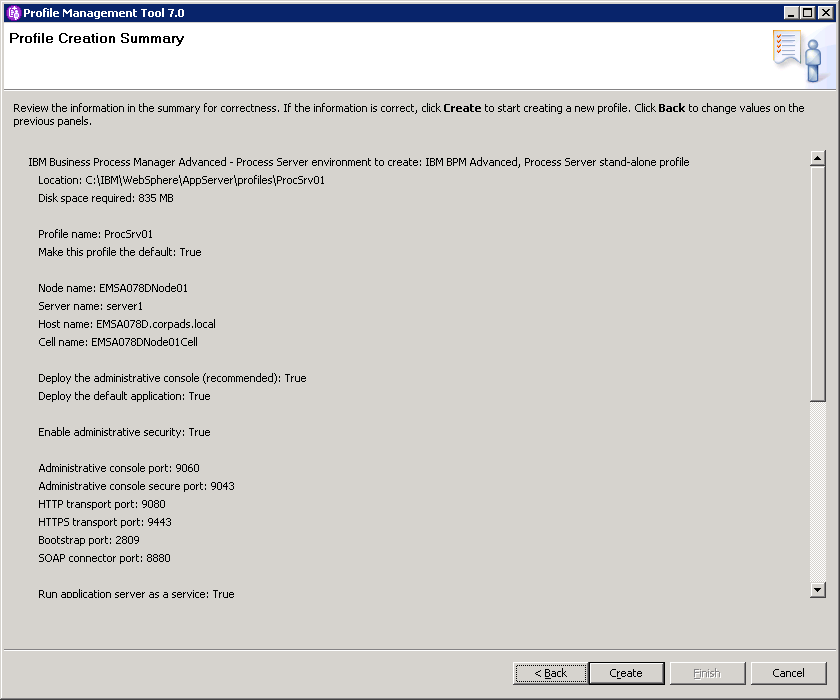 Profile Management Tool 7.0
Profile Creation Summary
Review the information in the summary for correctness. If the information is correct, click Create to start creating a new profile. Click Back to change values on the
previous panels.
IBM Business Process Manager Advanced - Process Server environment to create: IBM BPM Advanced, Process Server stand-alone profile
Location: C:\IBM\WebSphere\AppServer\profiles\ProcSrv01
Disk space required: 835 MB
Profile name: ProcSrv01
Make this profile the default: True
Node name: EMSA078DNode01
Server name: server1
Host name: EMSA078D.corpads.local
Cell name: EMSA078DNode01Cell
Deploy the administrative console (recommended): True
Deploy the default application: True
Enable administrative security: True
Administrative console port: 9060
Administrative console secure port: 9043
HTTP transport port: 9080
HTTPS transport port: 9443
Bootstrap port: 2809
SOAP connector port: 8880
Run application server as a service: True
< Back
Create
Finish
Cancel